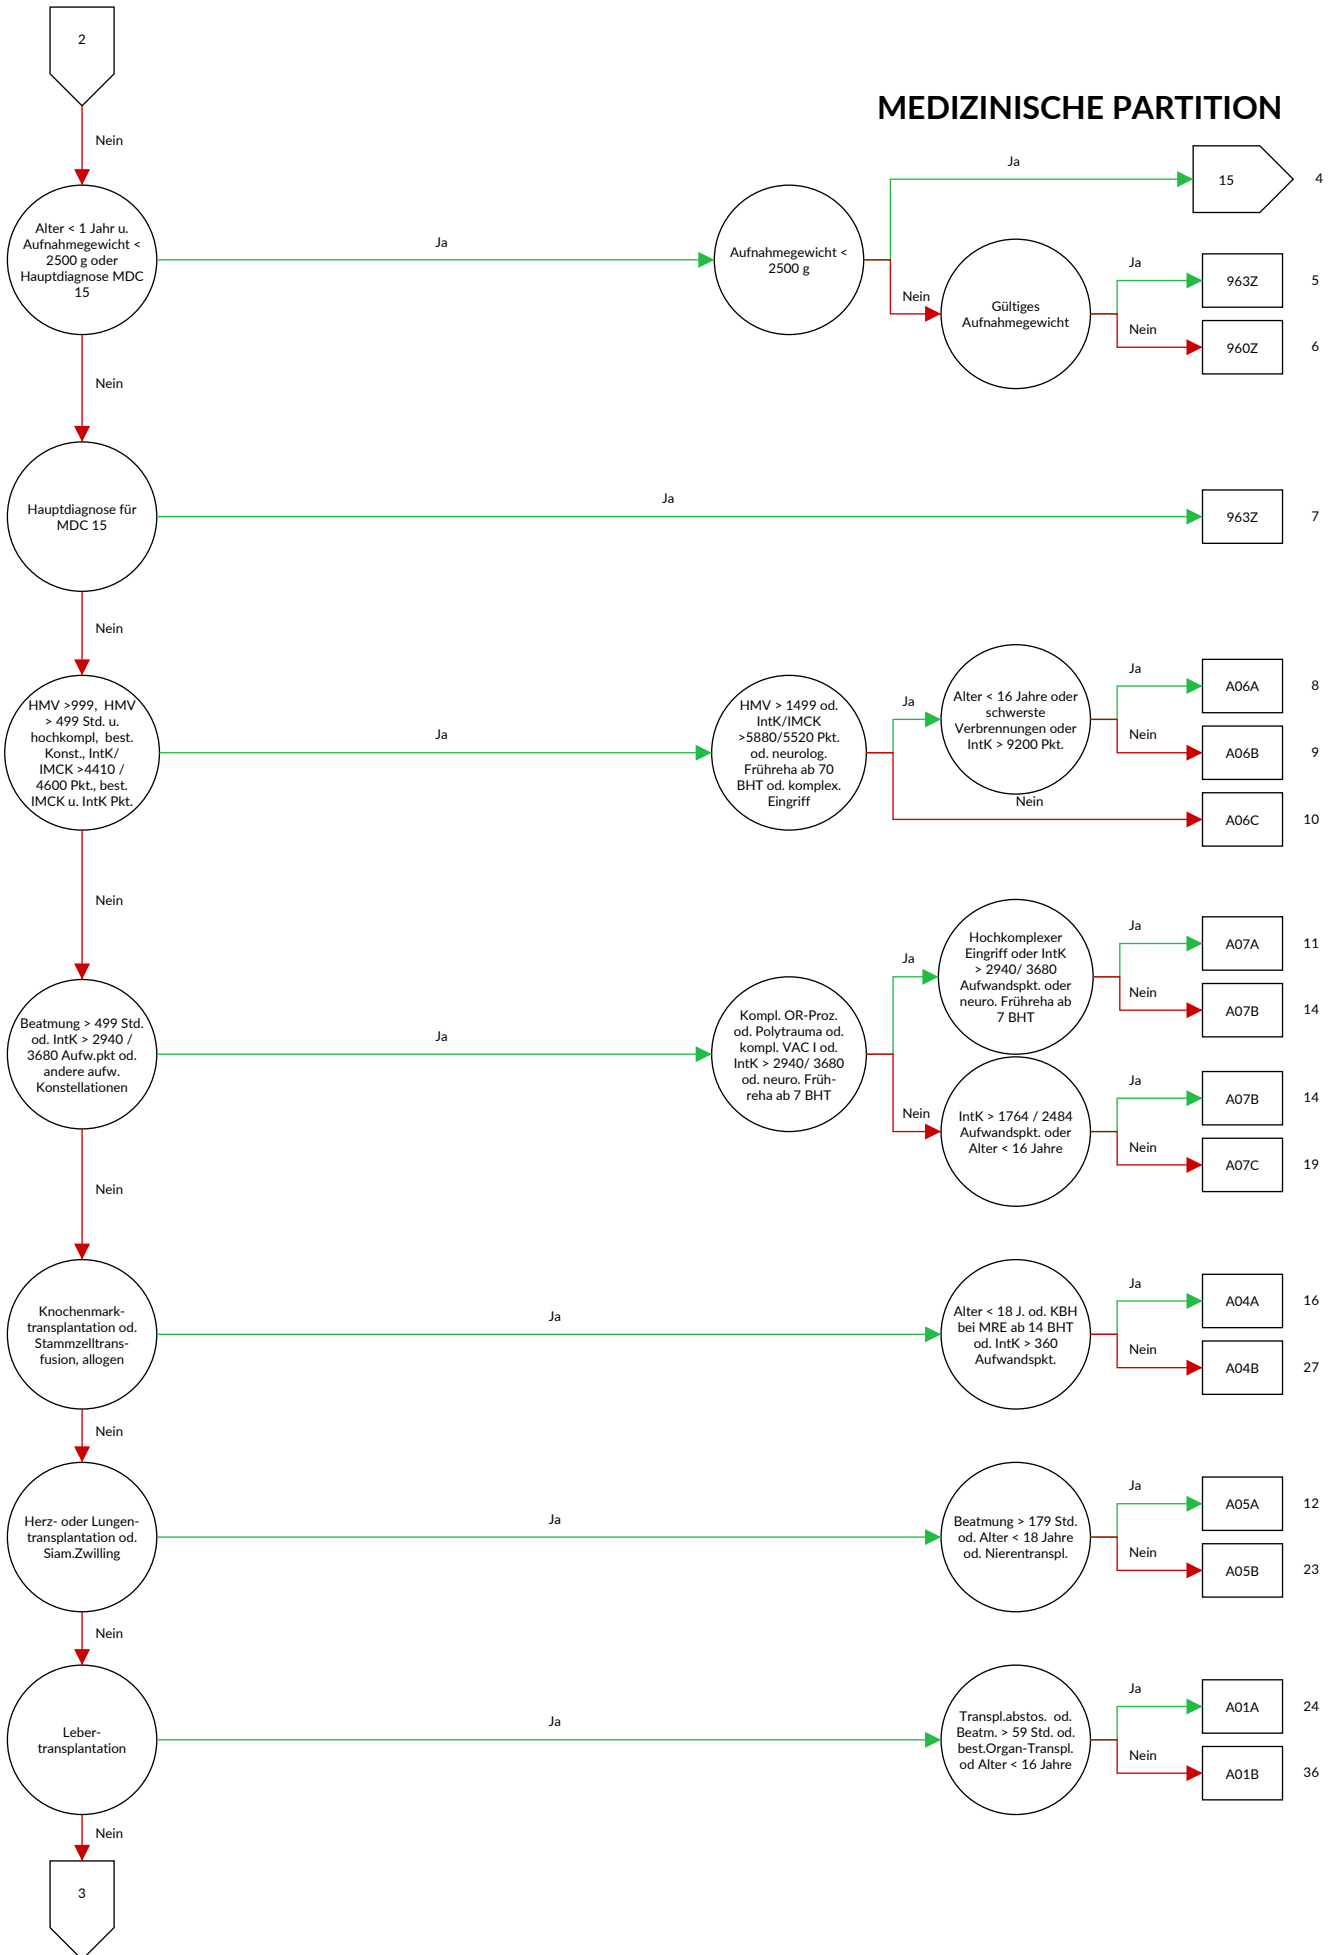 2
Nein
MEDIZINISCHE PARTITION
Ja
15
4
Alter < 1 Jahr u.
Aufnahmegewicht <
2500 g oder
Hauptdiagnose MDC
15
Ja
Aufnahmegewicht <
2500 g
Nein
Gültiges
Aufnahmegewicht
Ja
963Z
5
Nein
960Z
6
Nein
Hauptdiagnose für
MDC 15
Ja
963Z
7
Nein
HMV >999, HMV
> 499 Std. u.
hochkompl, best.
Konst., IntK/
IMCK >4410 /
4600 Pkt., best.
IMCK u. IntK Pkt.
Ja
HMV > 1499 od.
IntK/IMCK
>5880/5520 Pkt.
od. neurolog.
Frühreha ab 70
BHT od. komplex.
Eingriff
Ja
Alter < 16 Jahre oder
schwerste
Verbrennungen oder
IntK > 9200 Pkt.
Ja
A06A
8
Nein
A06B
9
Nein
A06C
10
Nein
Beatmung > 499 Std.
od. IntK > 2940 /
3680 Aufw.pkt od.
andere aufw.
Konstellationen
Ja
Kompl. OR-Proz.
od. Polytrauma od.
kompl. VAC I od.
IntK > 2940/ 3680
od. neuro. Früh-
reha ab 7 BHT
Ja
Hochkomplexer
Eingriff oder IntK
> 2940/ 3680
Aufwandspkt. oder
neuro. Frühreha ab
7 BHT
Ja
A07A
11
Nein
A07B
14
Nein
IntK > 1764 / 2484
Aufwandspkt. oder
Alter < 16 Jahre
Ja
A07B
14
Nein
A07C
19
Nein
Knochenmark-
transplantation od.
Stammzelltrans-
fusion, allogen
Ja
Alter < 18 J. od. KBH
bei MRE ab 14 BHT
od. IntK > 360
Aufwandspkt.
Ja
A04A
16
Nein
A04B
27
Nein
Herz- oder Lungen-
transplantation od.
Siam.Zwilling
Ja
Beatmung > 179 Std.
od. Alter < 18 Jahre
od. Nierentranspl.
Ja
A05A
12
Nein
A05B
23
Nein
Leber-
transplantation
Ja
Transpl.abstos. od.
Beatm. > 59 Std. od.
best.Organ-Transpl.
od Alter < 16 Jahre
Ja
A01A
24
Nein
A01B
36
Nein
3